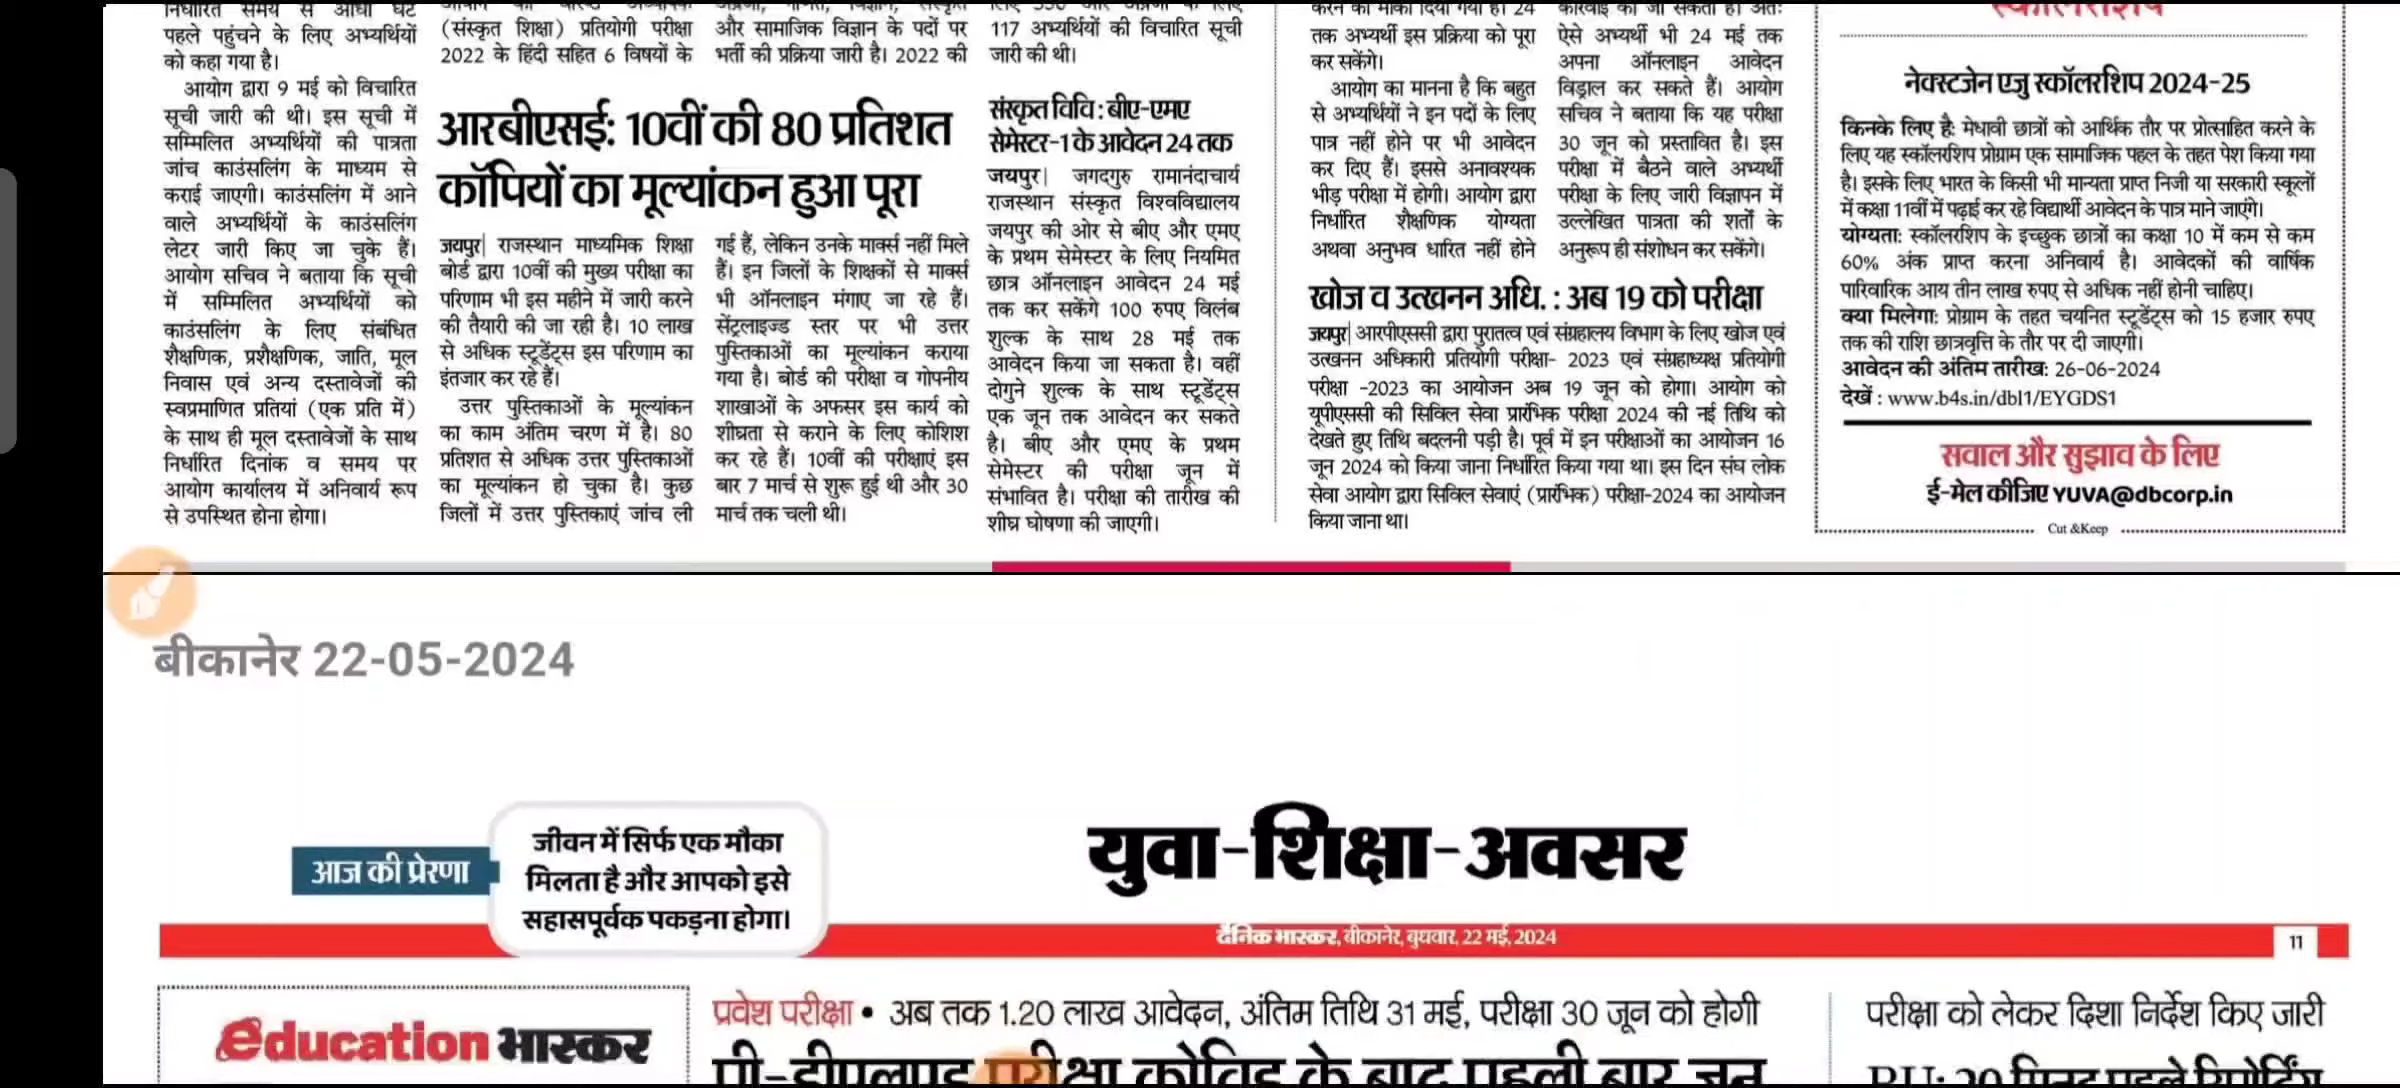 निर्धारित समय से आधा घंटे
पहले पहुंचने के लिए अभ्यर्थियों
को कहा गया है।
आयोग द्वारा 9 मई को विचारित
सूची जारी की थी। इस सूची में
सम्मिलित अभ्यर्थियों की पात्रता
जांच काउंसलिंग के माध्यम से
कराई जाएगी। काउंसलिंग में आने
वाले अभ्यर्थियों के काउंसलिंग
लेटर जारी किए जा चुके हैं।
आयोग सचिव ने बताया कि सूची
में सम्मिलित अभ्यर्थियों को
काउंसलिंग के लिए संबंधित
शैक्षणिक, प्रशैक्षणिक, जाति, मूल
निवास एवं अन्य दस्तावेजों की
स्वप्रमाणित प्रतियां (एक प्रति में)
के साथ ही मूल दस्तावेजों के साथ
निर्धारित दिनांक व समय पर
आयोग कार्यालय में अनिवार्य रूप
से उपस्थित होना होगा।
(संस्कृत शिक्षा) प्रतियोगी परीक्षा
2022 के हिंदी सहित 6 विषयों के
और सामाजिक विज्ञान के पदों पर
भर्ती की प्रक्रिया जारी है। 2022 की
117 अभ्यर्थियों की विचारित सूची
जारी की थी।
आरबीएसई: 10वीं की 80 प्रतिशत
कॉपियों का मूल्यांकन हुआ पूरा
जयपुर| राजस्थान माध्यमिक शिक्षा
बोर्ड द्वारा 10वीं की मुख्य परीक्षा का
परिणाम भी इस महीने में जारी करने
की तैयारी की जा रही है। 10 लाख
से अधिक स्टूडेंट्स इस परिणाम का
इंतजार कर रहे हैं।
उत्तर पुस्तिकाओं के मूल्यांकन
का काम अंतिम चरण में है। 80
प्रतिशत से अधिक उत्तर पुस्तिकाओं
का मूल्यांकन हो चुका है। कुछ
जिलों में उत्तर पुस्तिकाएं जांच ली
गई हैं, लेकिन उनके मार्क्स नहीं मिले
हैं। इन जिलों के शिक्षकों से मार्क्स
भी ऑनलाइन मंगाए जा रहे हैं।
सेंट्रलाइज्ड स्तर पर भी उत्तर
पुस्तिकाओं का मूल्यांकन कराया
गया है। बोर्ड की परीक्षा व गोपनीय
शाखाओं के अफसर इस कार्य को
शीघ्रता से कराने के लिए कोशिश
कर रहे हैं। 10वीं की परीक्षाएं इस
बार 7 मार्च से शुरू हुई थी और 30
मार्च तक चली थी।
संस्कृत विवि : बीए-एमए
सेमेस्टर-1 के आवेदन 24 तक
जयपुर| जगदगुरु रामानंदाचार्य
राजस्थान संस्कृत विश्वविद्यालय
जयपुर की ओर से बीए और एमए
के प्रथम सेमेस्टर के लिए नियमित
छात्र ऑनलाइन आवेदन 24 मई
तक कर सकेंगे 100 रुपए विलंब
शुल्क के साथ 28 मई तक
आवेदन किया जा सकता है। वहीं
दोगुने शुल्क के साथ स्टूडेंट्स
एक जून तक आवेदन कर सकते
है। बीए और एमए के प्रथम
सेमेस्टर की परीक्षा जून में
संभावित है। परीक्षा की तारीख की
शीघ्र घोषणा की जाएगी।
करने का मौका दिया गया है। 24
तक अभ्यर्थी इस प्रक्रिया को पूरा
कर सकेंगे।
आयोग का मानना है कि बहुत
से अभ्यर्थियों ने इन पदों के लिए
पात्र नहीं होने पर भी आवेदन
कर दिए हैं। इससे अनावश्यक
भीड़ परीक्षा में होगी। आयोग द्वारा
निर्धारित शैक्षणिक योग्यता
अथवा अनुभव धारित नहीं होने
कार्रवाई की जा सकती है। अतः
ऐसे अभ्यर्थी भी 24 मई तक
अपना ऑनलाइन आवेदन
विड्राल कर सकते हैं। आयोग
सचिव ने बताया कि यह परीक्षा
30 जून को प्रस्तावित है। इस
परीक्षा में बैठने वाले अभ्यर्थी
परीक्षा के लिए जारी विज्ञापन में
उल्लेखित पात्रता की शर्तों के
अनुरूप ही संशोधन कर सकेंगे।
खोज व उत्खनन अधि. : अब 19 को परीक्षा
जयपुर| आरपीएससी द्वारा पुरातत्व एवं संग्रहालय विभाग के लिए खोज एवं
उत्खनन अधिकारी प्रतियोगी परीक्षा- 2023 एवं संग्रहाध्यक्ष प्रतियोगी
परीक्षा -2023 का आयोजन अब 19 जून को होगा। आयोग को
यूपीएससी की सिविल सेवा प्रारंभिक परीक्षा 2024 की नई तिथि को
देखते हुए तिथि बदलनी पड़ी है। पूर्व में इन परीक्षाओं का आयोजन 16
जून 2024 को किया जाना निर्धारित किया गया था। इस दिन संघ लोक
सेवा आयोग द्वारा सिविल सेवाएं (प्रारंभिक) परीक्षा-2024 का आयोजन
किया जाना था।
स्कॉलरशिप
नेक्स्टजेन एजु स्कॉलरशिप 2024-25
किनके लिए है: मेधावी छात्रों को आर्थिक तौर पर प्रोत्साहित करने के
लिए यह स्कॉलरशिप प्रोग्राम एक सामाजिक पहल के तहत पेश किया गया
है। इसके लिए भारत के किसी भी मान्यता प्राप्त निजी या सरकारी स्कूलों
में कक्षा 11वीं में पढ़ाई कर रहे विद्यार्थी आवेदन के पात्र माने जाएंगे।
योग्यता: स्कॉलरशिप के इच्छुक छात्रों का कक्षा 10 में कम से कम
60% अंक प्राप्त करना अनिवार्य है। आवेदकों की वार्षिक
पारिवारिक आय तीन लाख रुपए से अधिक नहीं होनी चाहिए।
क्या मिलेगा: प्रोग्राम के तहत चयनित स्टूडेंट्स को 15 हजार रुपए
तक की राशि छात्रवृत्ति के तौर पर दी जाएगी।
आवेदन की अंतिम तारीख: 26-06-2024
देखें : www.b4s.in/dbl1/EYGDS1
सवाल और सुझाव के लिए
ई-मेल कीजिए YUVA@dbcorp.in
Cut &Keep
बीकानेर 22-05-2024
आज की प्रेरणा
जीवन में सिर्फ एक मौका
मिलता है और आपको इसे
सहासपूर्वक पकड़ना होगा।
युवा-शिक्षा-अवसर
दैनिक भास्कर, बीकानेर, बुधवार, 22 मई, 2024
11
education भास्कर
प्रवेश परीक्षा • अब तक 1.20 लाख आवेदन, अंतिम तिथि 31 मई, परीक्षा 30 जून को होगी
प्री-डीएलएड परीक्षा कोविड के बाद पहली बार जून
परीक्षा को लेकर दिशा निर्देश किए जारी